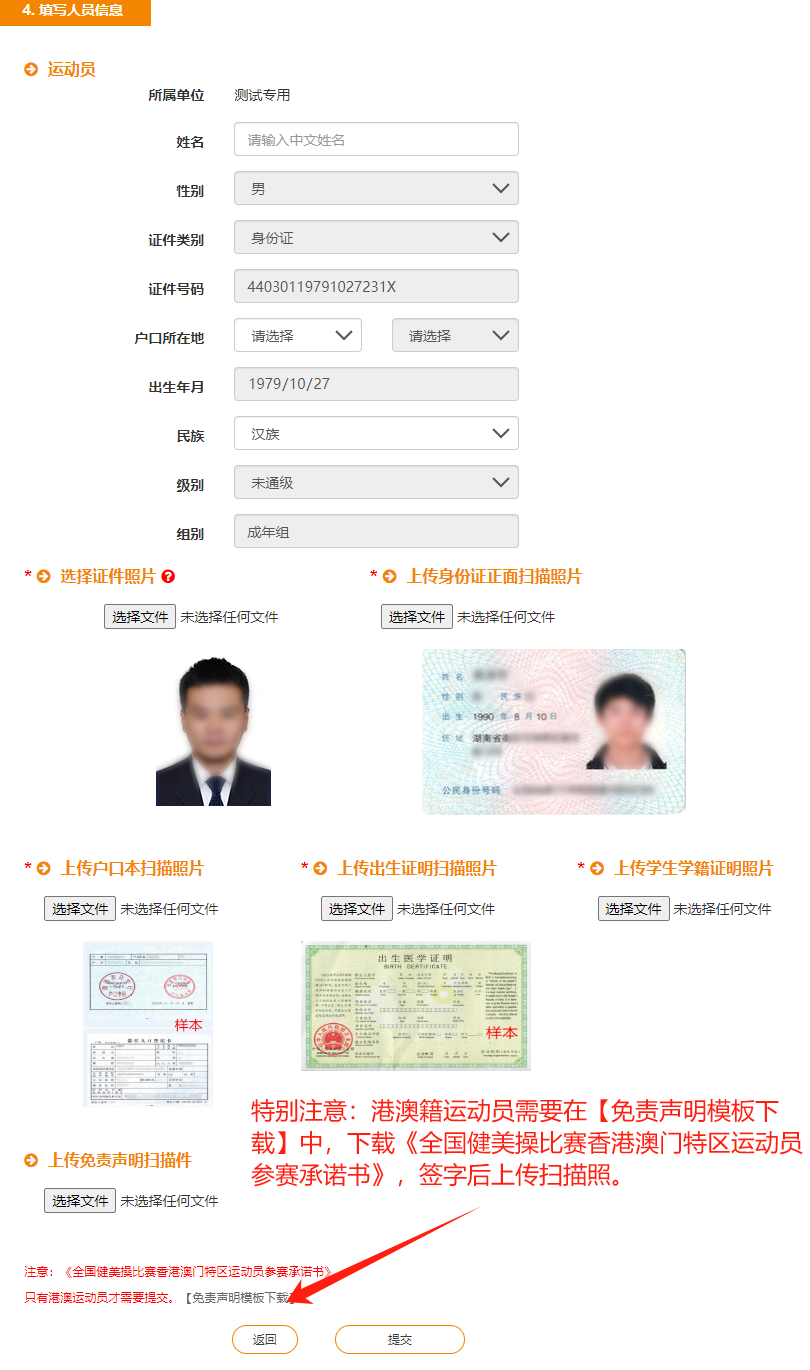 4. 填写人员信息
运动员
所属单位 测试专用
姓名 请输入中文姓名
性别 男
证件类别 身份证
证件号码 44030119791027231X
户口所在地 请选择 请选择
出生年月 1979/10/27
民族 汉族
级别 未通级
组别 成年组
* 选择证件照片 ?
* 上传身份证正面扫描照片
选择文件 未选择任何文件
选择文件 未选择任何文件
姓 名
性 别 民 族
出 生 1990 年 8 月 10 日
住 址 湖南省
公民身份号码
* 上传户口本扫描照片
* 上传出生证明扫描照片
* 上传学生学籍证明照片
选择文件 未选择任何文件
选择文件 未选择任何文件
选择文件 未选择任何文件
样本
常住人口登记卡
出生医学证明
BIRTH CERTIFICATE
样本
特别注意：港澳籍运动员需要在【免责声明模板下
载】中，下载《全国健美操比赛香港澳门特区运动员
参赛承诺书》，签字后上传扫描照。
上传免责声明扫描件
选择文件 未选择任何文件
注意：《全国健美操比赛香港澳门特区运动员参赛承诺书》
只有港澳运动员才需要提交。【免责声明模板下载】
返回 提交